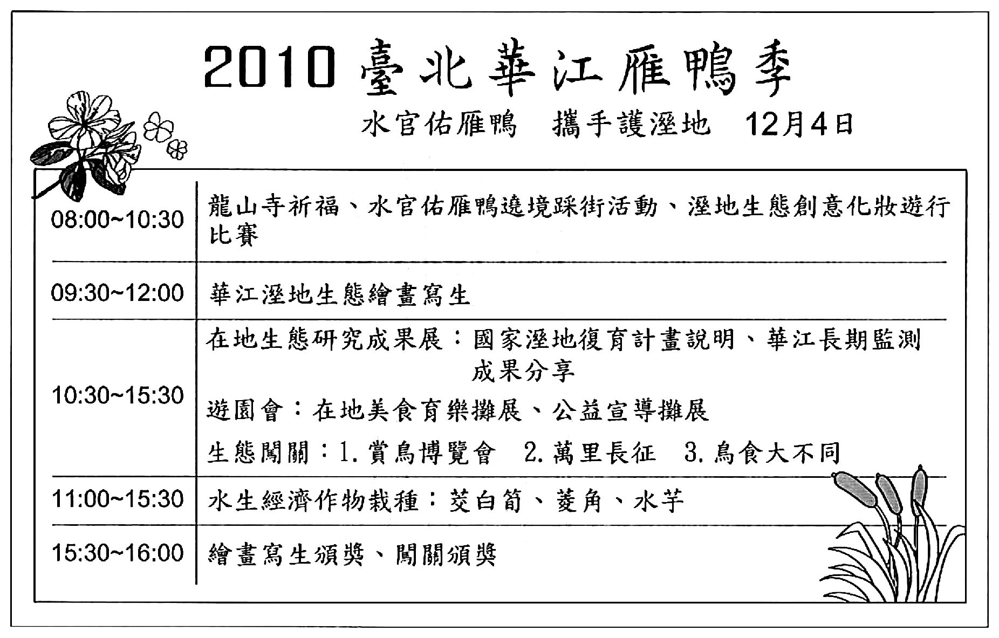 2010臺北華江雁鴨季
水官佑雁鴨　攜手護溼地　12月4日
08:00~10:30
龍山寺祈福、水官佑雁鴨遶境踩街活動、溼地生態創意化妝遊行
比賽
09:30~12:00
華江溼地生態繪畫寫生
10:30~15:30
在地生態研究成果展：國家溼地復育計畫說明、華江長期監測
成果分享
遊園會：在地美食育樂攤展、公益宣導攤展
生態闖關：1.賞鳥博覽會　2.萬里長征　3.鳥食大不同
11:00~15:30
水生經濟作物栽種：茭白筍、菱角、水芋
15:30~16:00
繪畫寫生頒獎、闖關頒獎